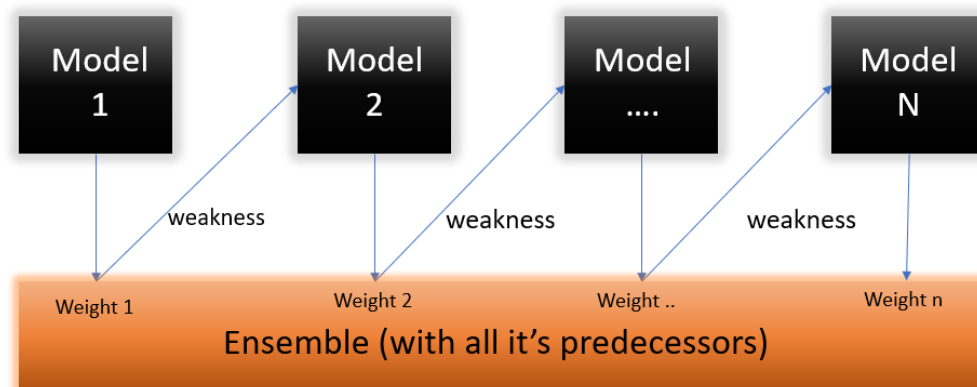 Model
1
Model
2
Model
....
Model
N
weakness
weakness
weakness
Weight 1
Weight 2
Weight ..
Weight n
Ensemble (with all it's predecessors)